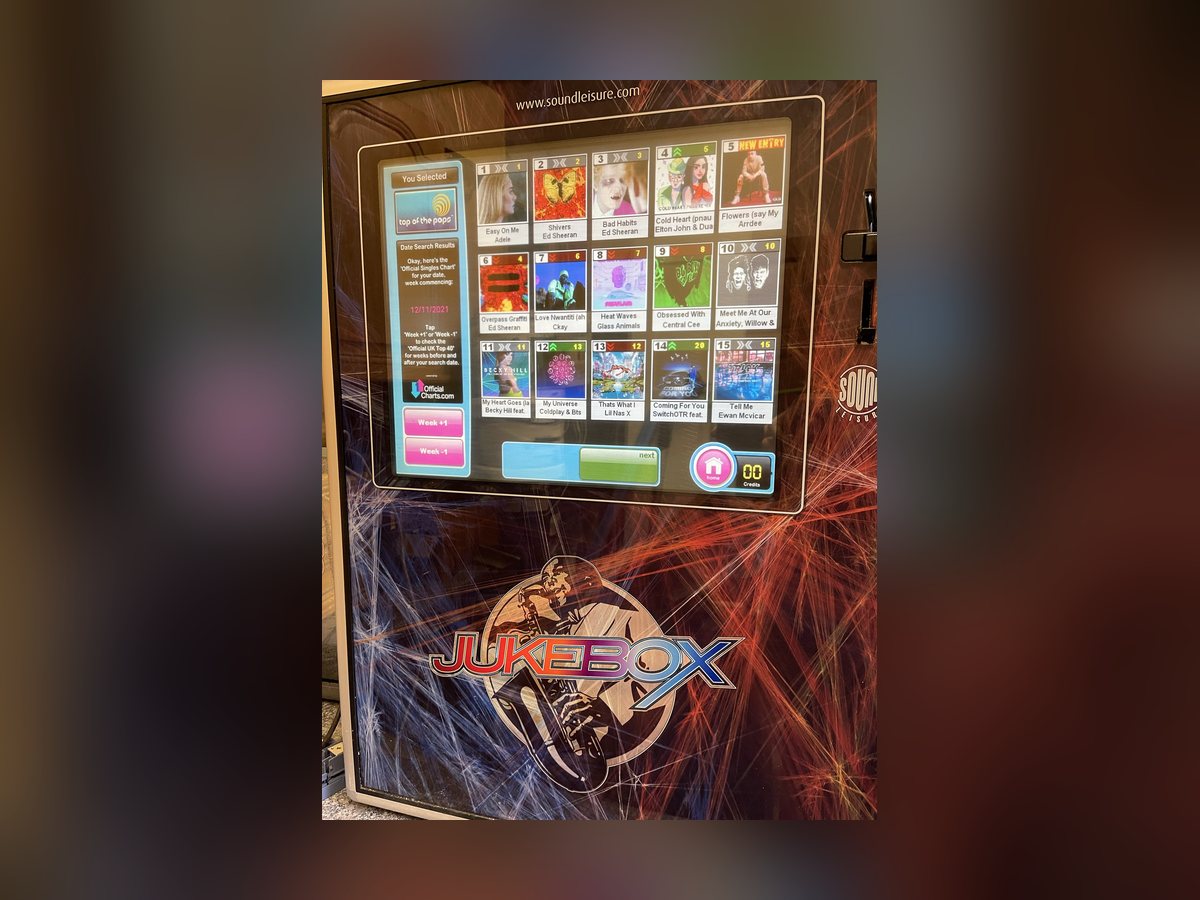 www.soundleisure.com
You Selected
top of the pops
Date Search Results
Okay, here's the
'Official Singles Chart'
for your date,
week commencing:
12/11/2021
Tap
'Week +1' or 'Week -1'
to check the
'Official UK Top 40'
for weeks before and
after your search date.
Official
Charts.com
Week +1
Week -1
1 1
Easy On Me
Adele
2 2
Shivers
Ed Sheeran
3 3
Bad Habits
Ed Sheeran
4 5
Cold Heart (pnau
Elton John & Dua
5 NEW ENTRY
Flowers (say My
Arrdee
6 4
Overpass Graffiti
Ed Sheeran
7 6
Love Nwantiti (ah
Ckay
8 7
Heat Waves
Glass Animals
9 8
Obsessed With
Central Cee
10 10
Meet Me At Our
Anxiety, Willow &
11 11
BECKY HILL
My Heart Goes (la
Becky Hill feat.
12 13
My Universe
Coldplay & Bts
13 12
Thats What I
Lil Nas X
14 20
COMING FOR YOU
Coming For You
SwitchOTR feat.
15 15
Tell Me
Ewan Mcvicar
next
home
00
Credits
SOUN
LEISUR
JUKEBOX